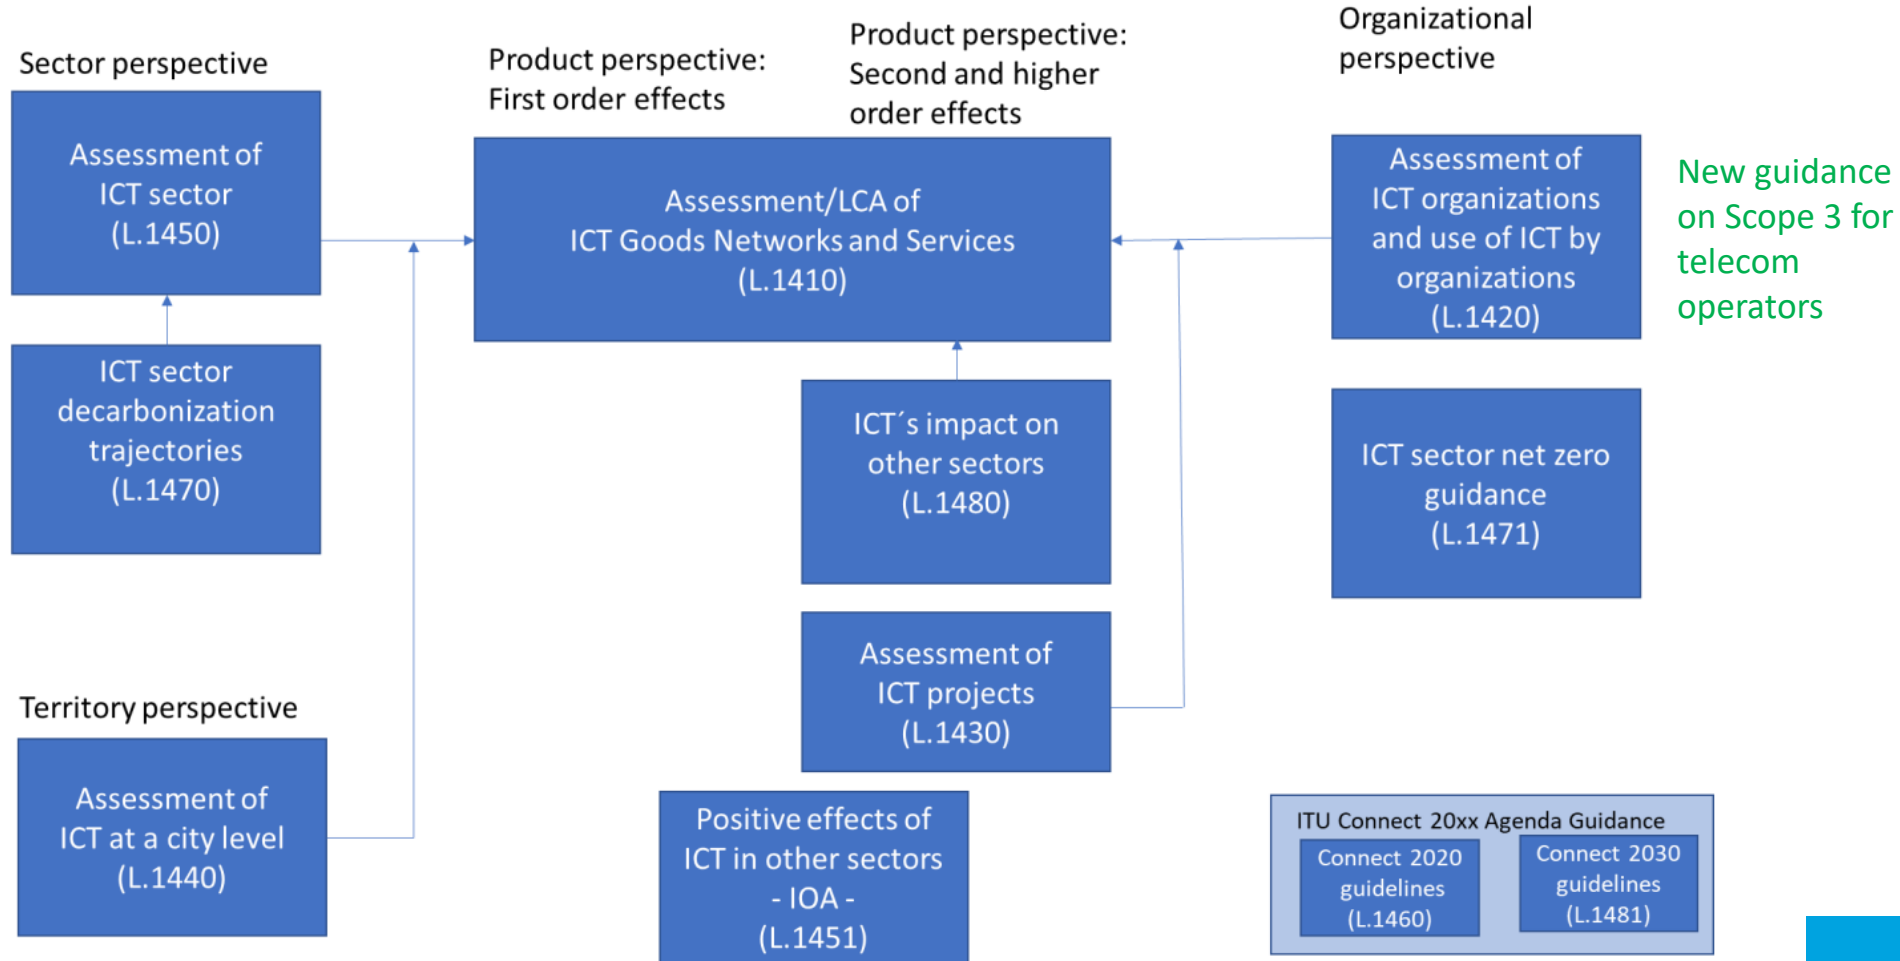 Sector perspective
Assessment of
ICT sector
(L.1450)
ICT sector
decarbonization
trajectories
(L.1470)
Territory perspective
Assessment of
ICT at a city level
(L.1440)
Product perspective:
First order effects
Product perspective:
Second and higher
order effects
Assessment/LCA of
ICT Goods Networks and Services
(L.1410)
ICT´s impact on
other sectors
(L.1480)
Assessment of
ICT projects
(L.1430)
Positive effects of
ICT in other sectors
- IOA -
(L.1451)
Organizational
perspective
Assessment of
ICT organizations
and use of ICT by
organizations
(L.1420)
New guidance
on Scope 3 for
telecom
operators
ICT sector net zero
guidance
(L.1471)
ITU Connect 20xx Agenda Guidance
Connect 2020
guidelines
(L.1460)
Connect 2030
guidelines
(L.1481)